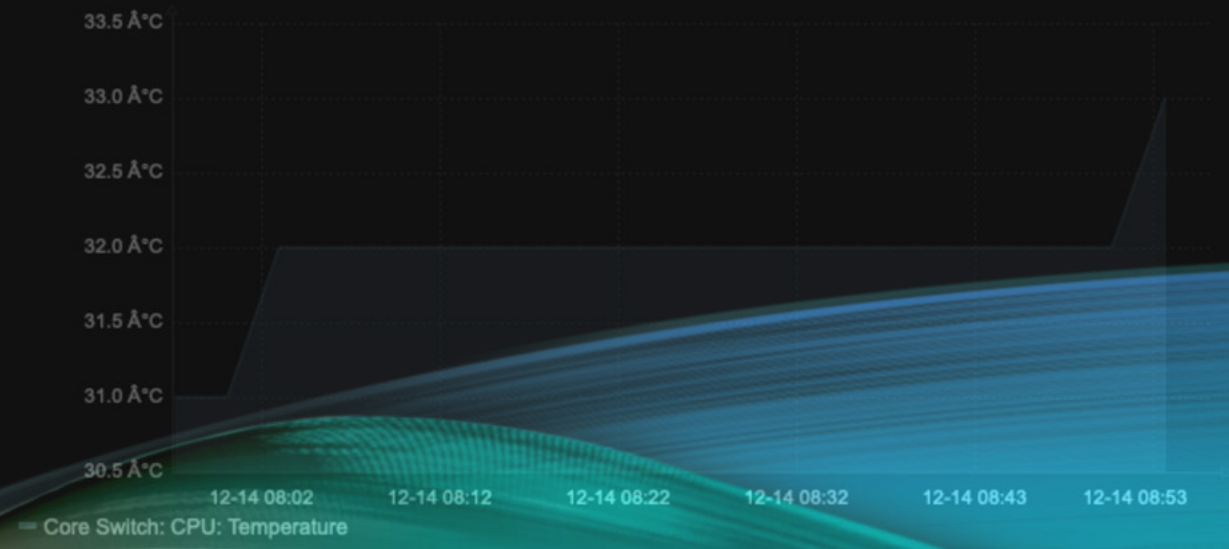 33.5 Å°C
33.0 Å°C
32.5 Å°C
32.0 Å°C
31.5 Å°C
31.0 Å°C
30.5 Å°C
12-14 08:02 12-14 08:12 12-14 08:22 12-14 08:32 12-14 08:43 12-14 08:53
Core Switch: CPU: Temperature